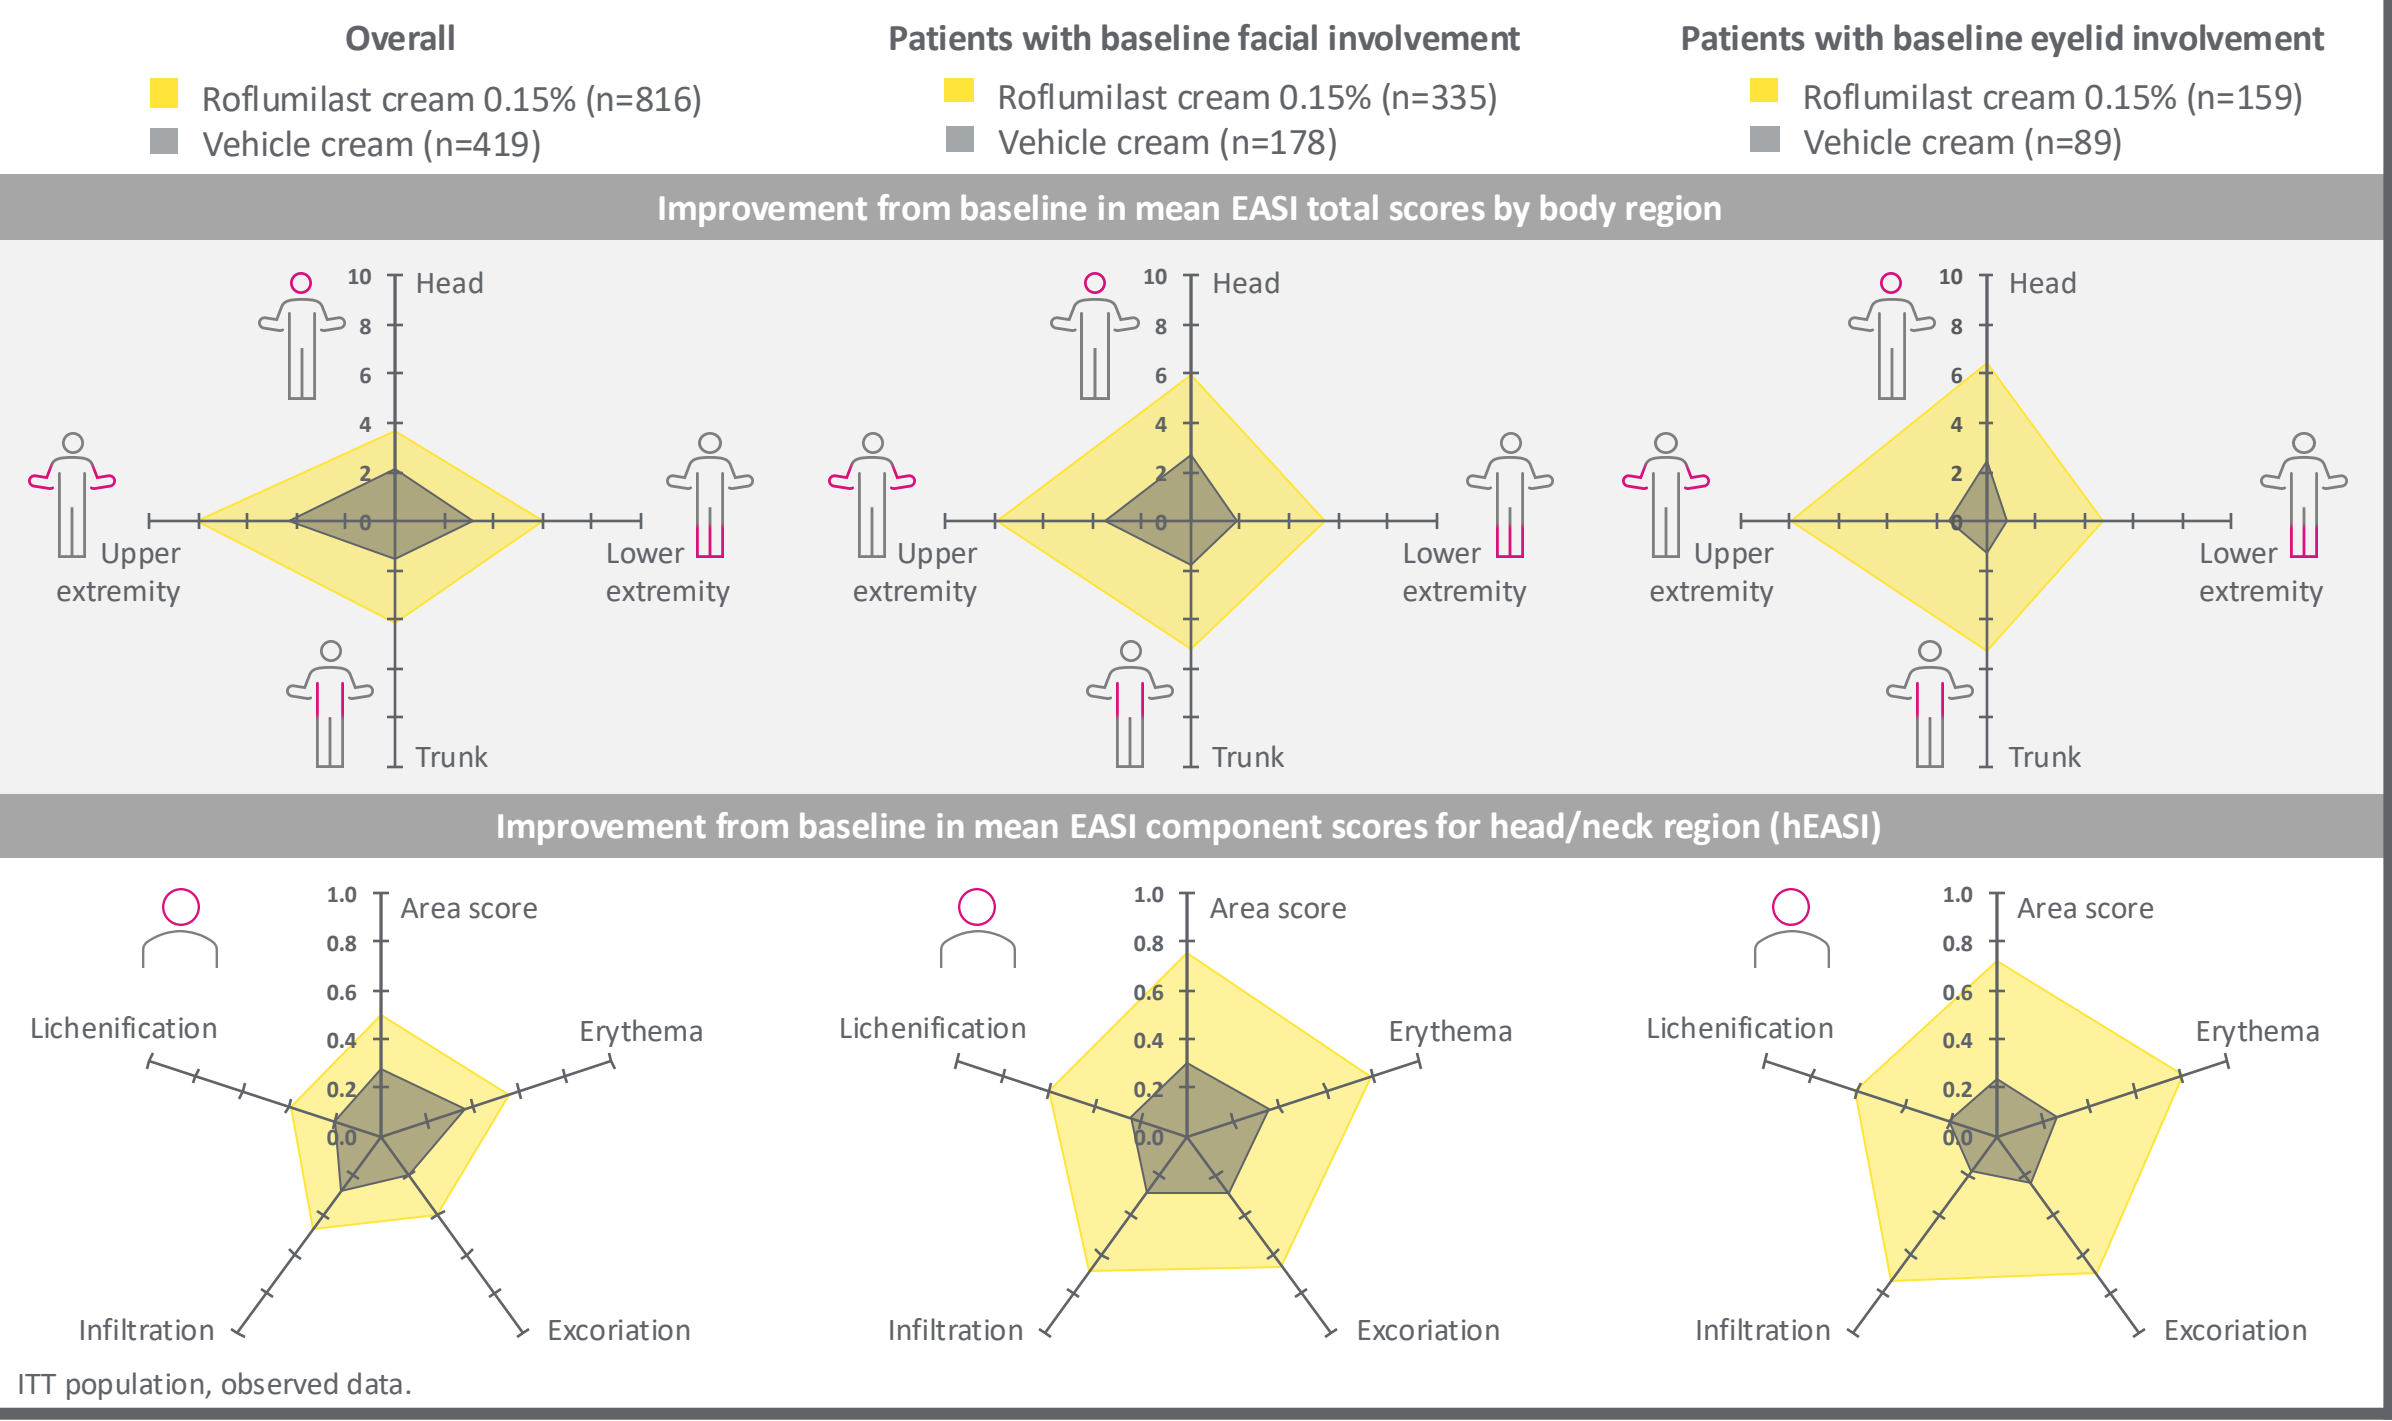 Overall
Roflumilast cream 0.15% (n=816)
Vehicle cream (n=419)
Patients with baseline facial involvement
Roflumilast cream 0.15% (n=335)
Vehicle cream (n=178)
Patients with baseline eyelid involvement
Roflumilast cream 0.15% (n=159)
Vehicle cream (n=89)
Improvement from baseline in mean EASI total scores by body region
10
Head
8
6
4
2
0
Upper
extremity
Lower
extremity
Trunk
10
Head
8
6
4
2
0
Upper
extremity
Lower
extremity
Trunk
10
Head
8
6
4
2
0
Upper
extremity
Lower
extremity
Trunk
Improvement from baseline in mean EASI component scores for head/neck region (hEASI)
1.0
Area score
0.8
0.6
0.4
0.2
0.0
Lichenification
Erythema
Infiltration
Excoriation
1.0
Area score
0.8
0.6
0.4
0.2
0.0
Lichenification
Erythema
Infiltration
Excoriation
1.0
Area score
0.8
0.6
0.4
0.2
0.0
Lichenification
Erythema
Infiltration
Excoriation
ITT population, observed data.